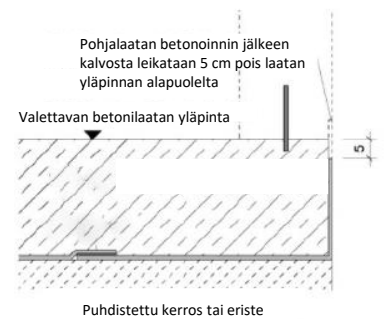 Pohjalaatan betonoinnin jälkeen
kalvosta leikataan 5 cm pois laatan
yläpinnan alapuolelta
Valettavan betonilaatan yläpinta
5
Puhdistettu kerros tai eriste